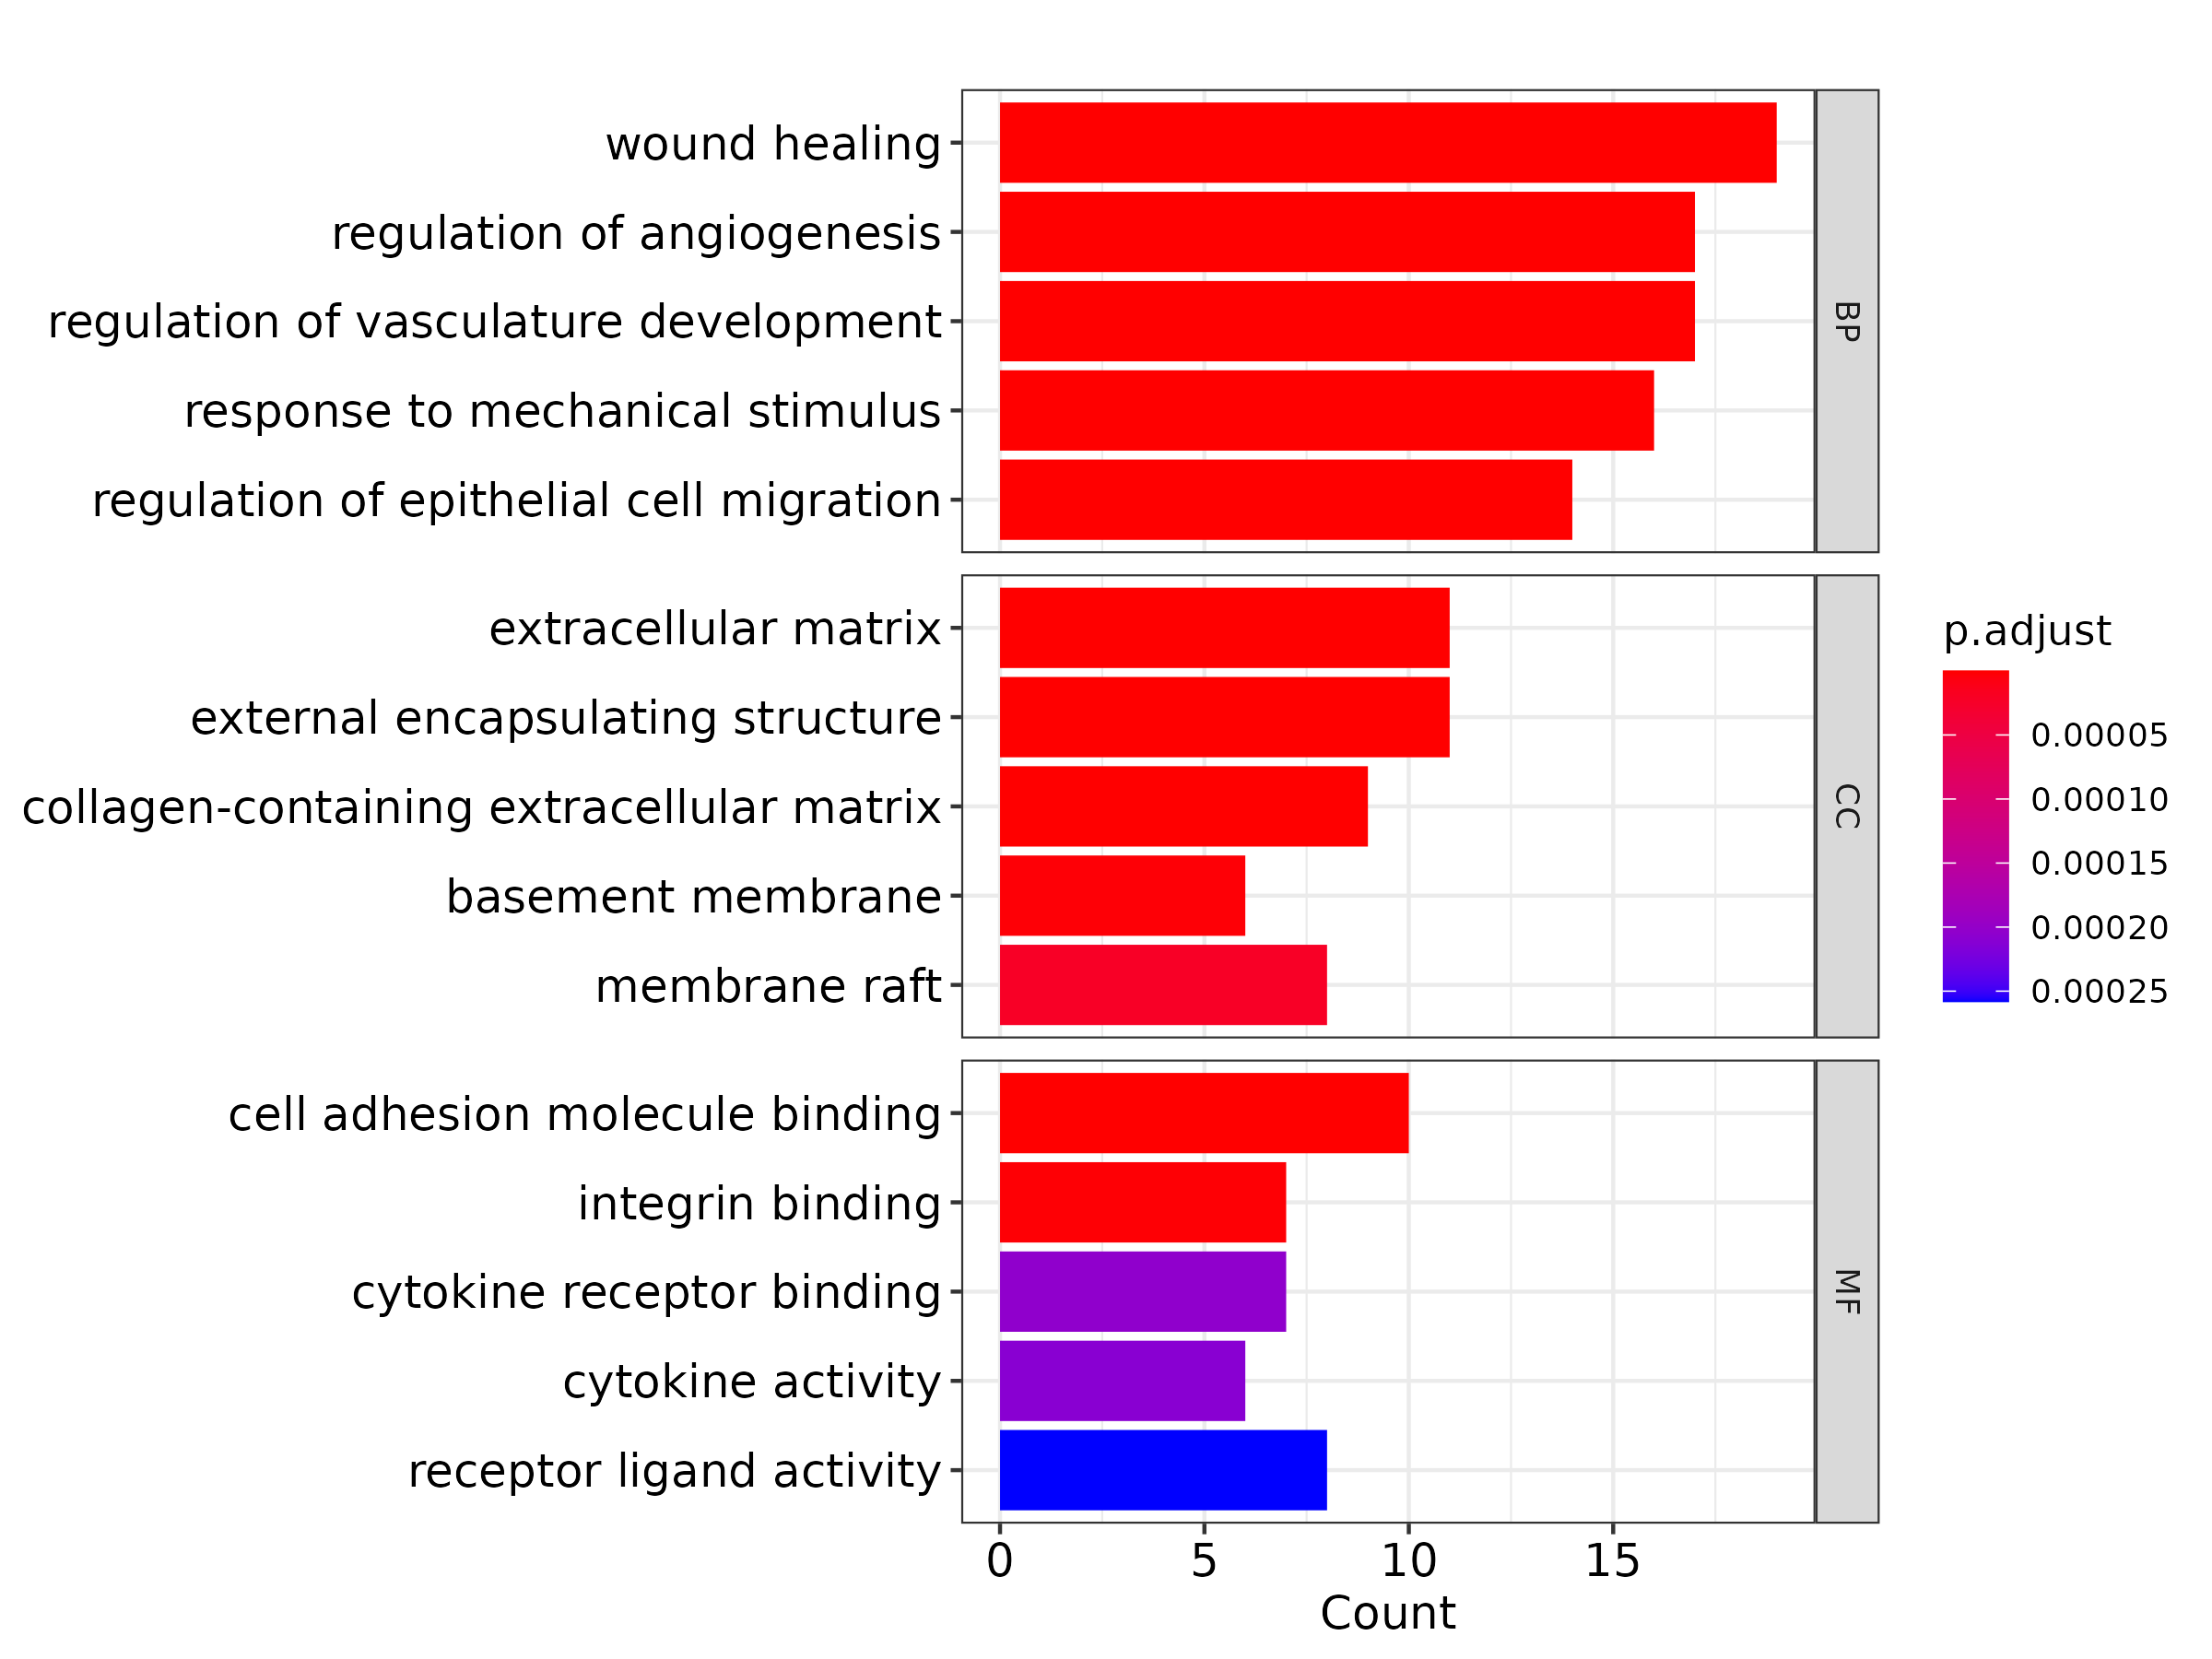 wound healing
regulation of angiogenesis
regulation of vasculature development
response to mechanical stimulus
regulation of epithelial cell migration
BP
extracellular matrix
external encapsulating structure
collagen-containing extracellular matrix
basement membrane
membrane raft
CC
cell adhesion molecule binding
integrin binding
cytokine receptor binding
cytokine activity
receptor ligand activity
MF
0 5 10 15
Count
p.adjust
0.00005
0.00010
0.00015
0.00020
0.00025